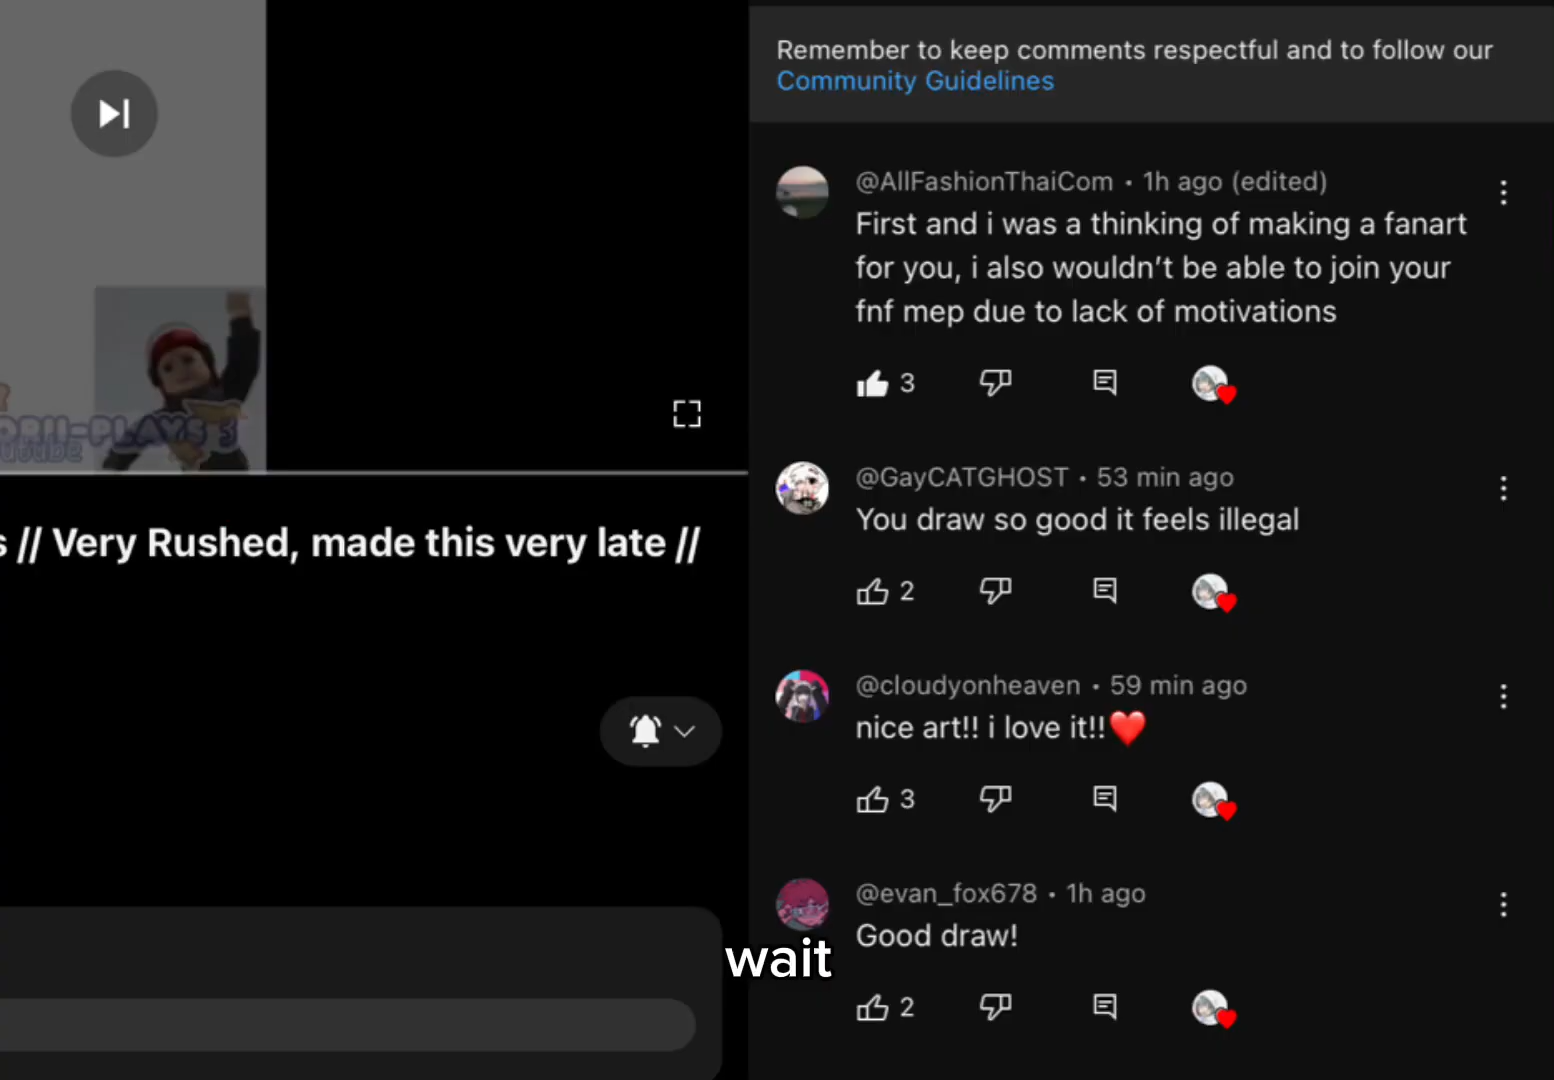 Remember to keep comments respectful and to follow our
Community Guidelines
@AllFashionThaiCom • 1h ago (edited)
First and i was a thinking of making a fanart
for you, i also wouldn’t be able to join your
fnf mep due to lack of motivations
3
@GayCATGHOST • 53 min ago
You draw so good it feels illegal
2
@cloudyonheaven • 59 min ago
nice art!! i love it!!❤️
3
@evan_fox678 • 1h ago
Good draw!
2
-PLAYS
s // Very Rushed, made this very late //
wait